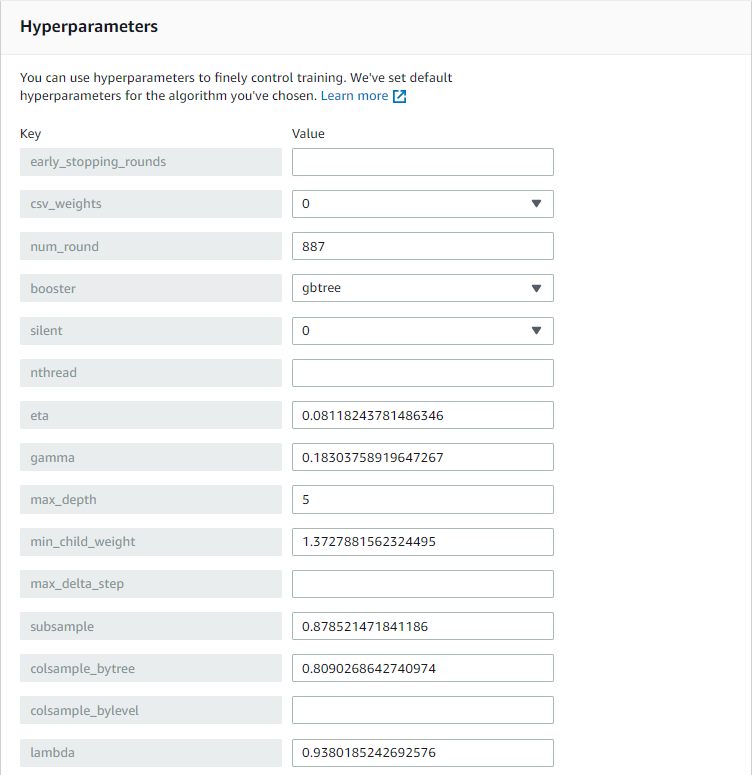 Hyperparameters
You can use hyperparameters to finely control training. We've set default
hyperparameters for the algorithm you've chosen. Learn more
Key Value
early_stopping_rounds
csv_weights 0
num_round 887
booster gbtree
silent 0
nthread
eta 0.08118243781486346
gamma 0.18303758919647267
max_depth 5
min_child_weight 1.3727881562324495
max_delta_step
subsample 0.878521471841186
colsample_bytree 0.8090268642740974
colsample_bylevel
lambda 0.9380185242692576